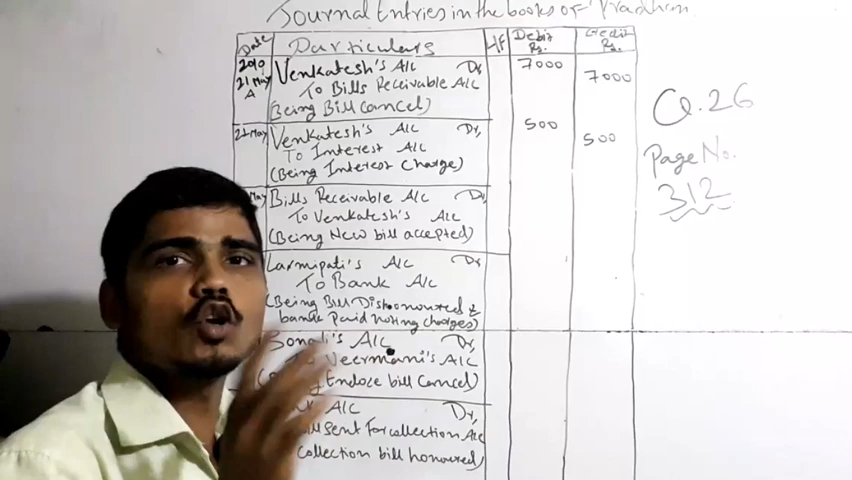 Journal Entries in the books of Pradhan
Date Particulars L/F Debit Rs. Credit Rs.
2010
21 May Venkatesh's A/c Dr 7000
A To Bills Receivable A/c 7000
(Being Bill Cancel)
21 May Venkatesh's A/c Dr, 500
To Interest A/c 500
(Being Interest Charge)
May Bills Receivable A/c Dr,
To Venkatesh's A/c
(Being New bill accepted)
Laxmipati's A/c Dr
To Bank A/c
(Being Bill Dishonoured &
bank Paid noting charges)
Sonali's A/c Dr,
Veermani's A/c
Endoce bill Cancel)
A/c Dr,
Sent For collection A/c
collection bill honoured)
Q.26
Page No.
312